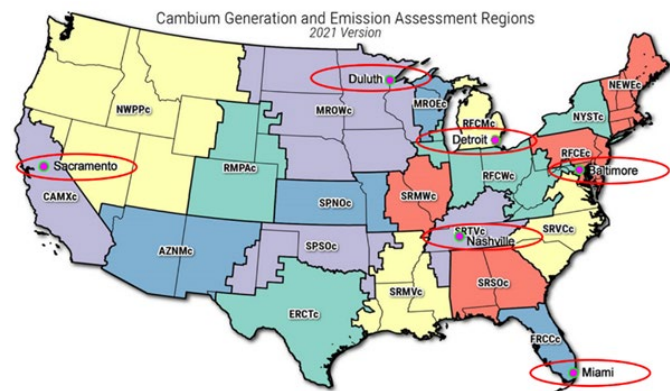 Cambium Generation and Emission Assessment Regions
2021 Version
Duluth
NEWEc
NWPPc
MROWc
MROEc
RFCMc
NYSTc
Detroit
RFCEc
Sacramento
RMPAc
RFCWc
Baltimore
CAMXc
SRMWc
SPNOc
SRTVc
Nashville
SRVCc
AZNMc
SPSOc
SRMVc
SRSOc
ERCTc
FRCCc
Miami